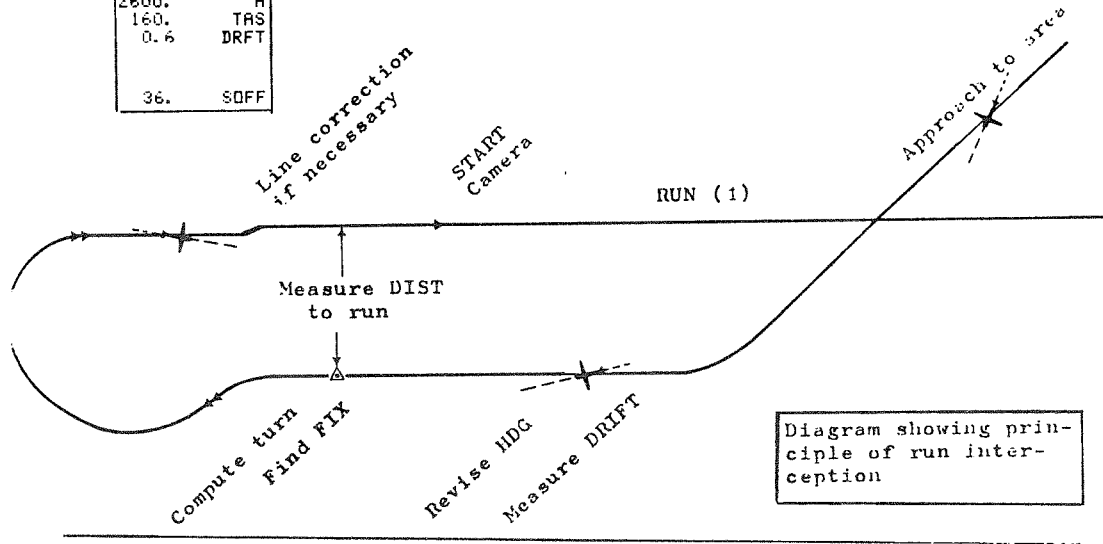 2600. H
160. TAS
0.6 DRFT
36. SOFF
Line correction
if necessary
START
Camera
Approach to area
RUN (1)
Measure DIST
to run
Compute turn
Find FIX
Revise HDG
Measure DRIFT
Diagram showing prin-
ciple of run inter-
ception